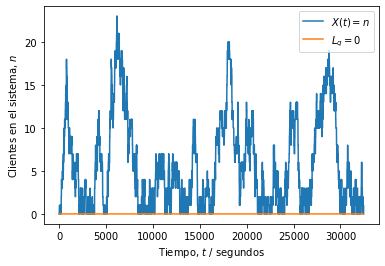 X(t) = n
L_q = 0
Clientes en el sistema, n
20
15
10
5
0
0 5000 10000 15000 20000 25000 30000
Tiempo, t / segundos